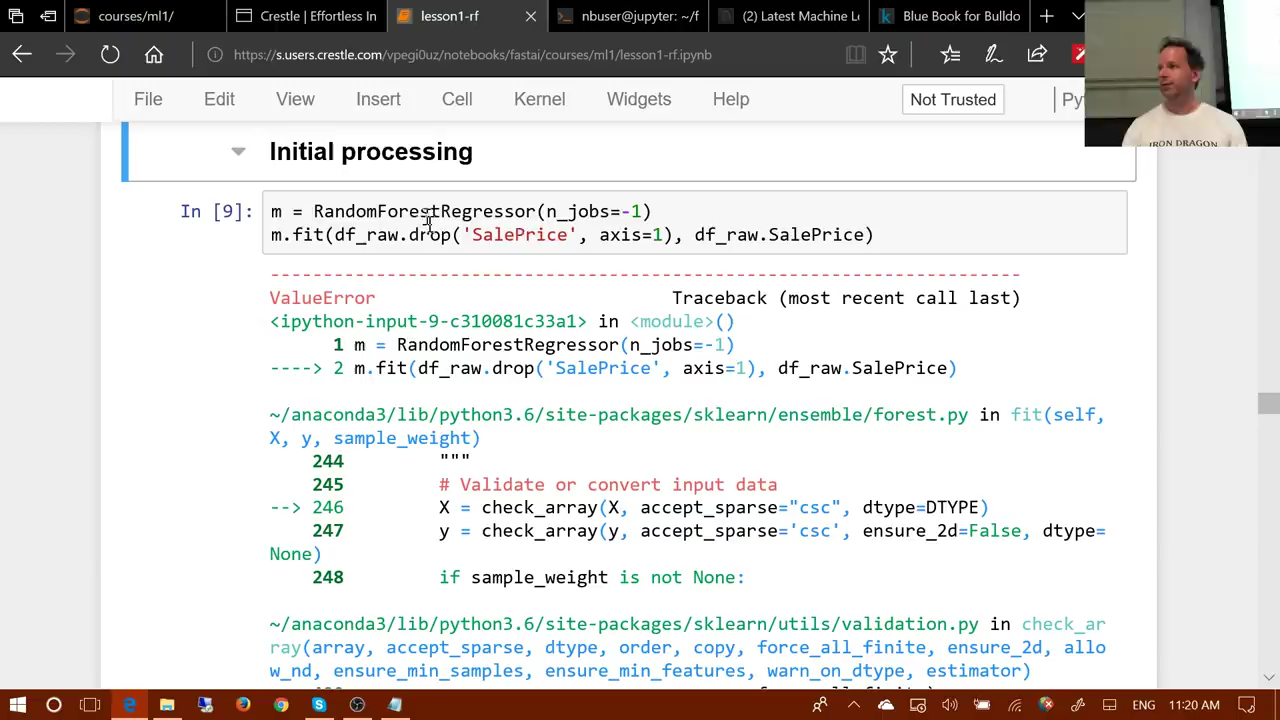 courses/ml1/
Crestle | Effortless In
lesson1-rf
nbuser@jupyter: ~/f
(2) Latest Machine Le
Blue Book for Bulldo
https://s.users.crestle.com/vpegi0uz/notebooks/fastai/courses/ml1/lesson1-rf.ipynb
File Edit View Insert Cell Kernel Widgets Help
Not Trusted
Py
IRON DRAGON
Initial processing
In [9]: m = RandomForestRegressor(n_jobs=-1)
m.fit(df_raw.drop('SalePrice', axis=1), df_raw.SalePrice)
---------------------------------------------------------------------------
ValueError                                Traceback (most recent call last)
<ipython-input-9-c310081c33a1> in <module>()
1 m = RandomForestRegressor(n_jobs=-1)
----> 2 m.fit(df_raw.drop('SalePrice', axis=1), df_raw.SalePrice)
~/anaconda3/lib/python3.6/site-packages/sklearn/ensemble/forest.py in fit(self,
X, y, sample_weight)
244         """
245         # Validate or convert input data
--> 246         X = check_array(X, accept_sparse="csc", dtype=DTYPE)
247         y = check_array(y, accept_sparse='csc', ensure_2d=False, dtype=
None)
248         if sample_weight is not None:
~/anaconda3/lib/python3.6/site-packages/sklearn/utils/validation.py in check_ar
ray(array, accept_sparse, dtype, order, copy, force_all_finite, ensure_2d, allo
w_nd, ensure_min_samples, ensure_min_features, warn_on_dtype, estimator)
ENG
11:20 AM